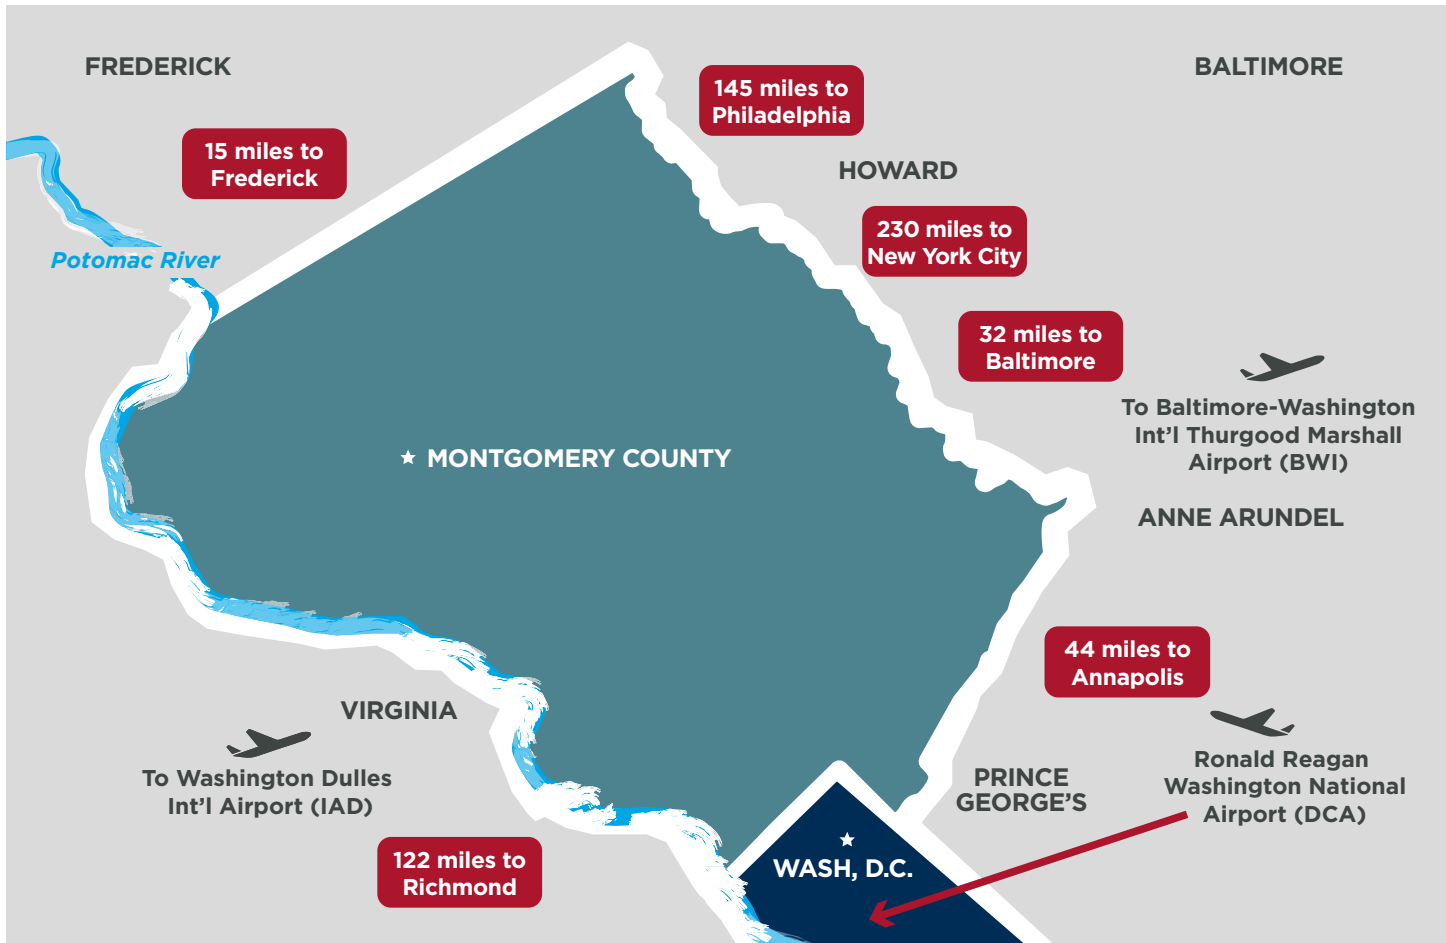 FREDERICK
BALTIMORE
145 miles to
Philadelphia
15 miles to
Frederick
HOWARD
230 miles to
New York City
Potomac River
32 miles to
Baltimore
To Baltimore-Washington
Int’l Thurgood Marshall
Airport (BWI)
MONTGOMERY COUNTY
ANNE ARUNDEL
44 miles to
Annapolis
VIRGINIA
To Washington Dulles
Int’l Airport (IAD)
Ronald Reagan
Washington National
Airport (DCA)
PRINCE
GEORGE’S
122 miles to
Richmond
WASH, D.C.